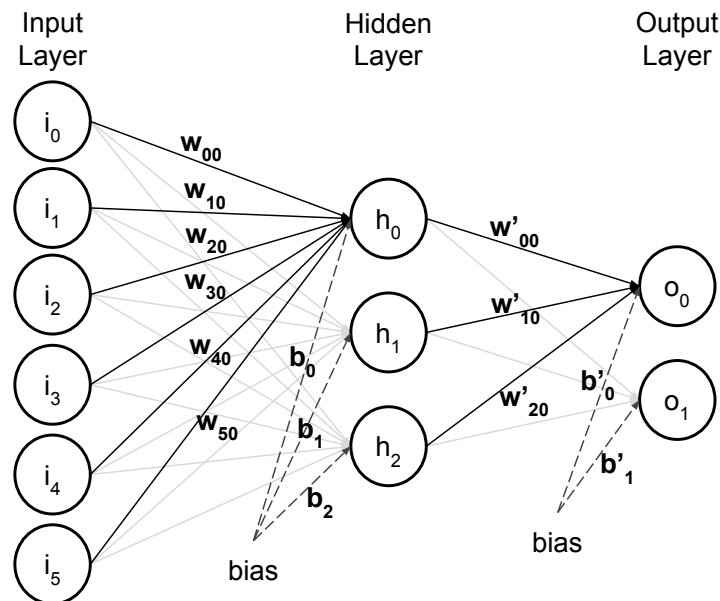 Input
Layer
Hidden
Layer
Output
Layer
i₀
i₁
i₂
i₃
i₄
i₅
w₀₀
w₁₀
w₂₀
w₃₀
w₄₀
w₅₀
b₀
b₁
b₂
bias
h₀
h₁
h₂
w'₀₀
w'₁₀
w'₂₀
b'₀
b'₁
bias
o₀
o₁